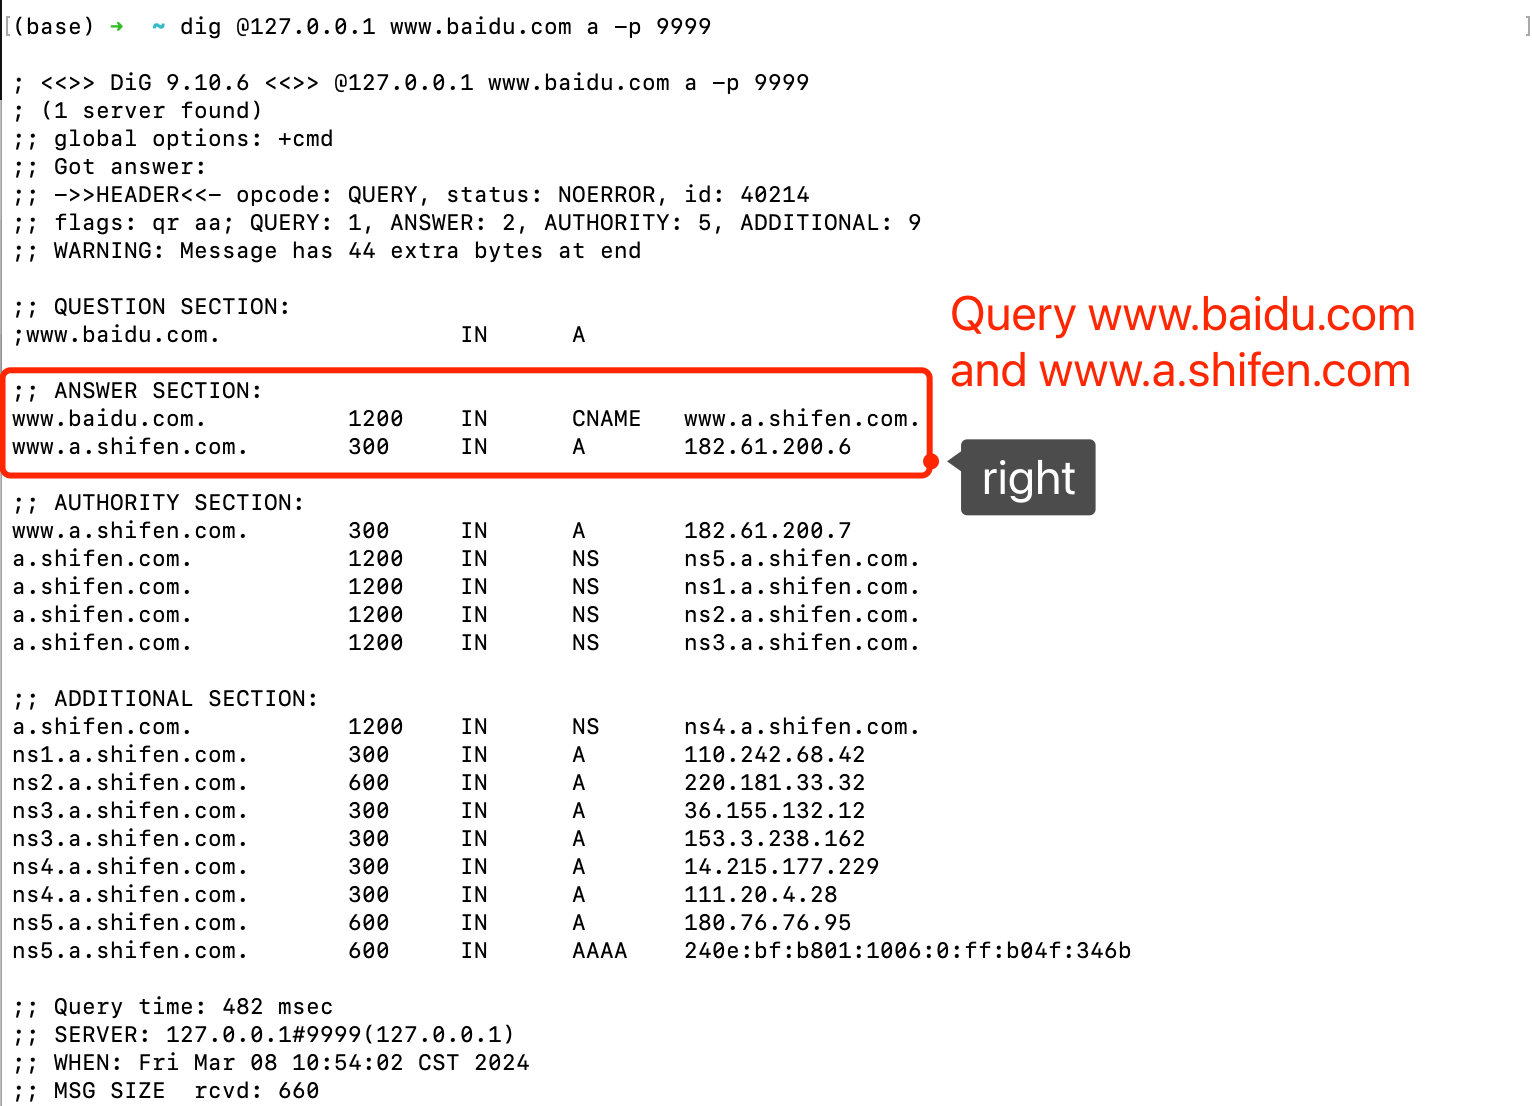 [(base) ➜ ~ dig @127.0.0.1 www.baidu.com a -p 9999 ]
; <<>> DiG 9.10.6 <<>> @127.0.0.1 www.baidu.com a -p 9999
; (1 server found)
;; global options: +cmd
;; Got answer:
;; ->>HEADER<<- opcode: QUERY, status: NOERROR, id: 40214
;; flags: qr aa; QUERY: 1, ANSWER: 2, AUTHORITY: 5, ADDITIONAL: 9
;; WARNING: Message has 44 extra bytes at end
;; QUESTION SECTION:
;www.baidu.com. IN A
Query www.baidu.com
and www.a.shifen.com
;; ANSWER SECTION:
www.baidu.com. 1200 IN CNAME www.a.shifen.com.
www.a.shifen.com. 300 IN A 182.61.200.6
right
;; AUTHORITY SECTION:
www.a.shifen.com. 300 IN A 182.61.200.7
a.shifen.com. 1200 IN NS ns5.a.shifen.com.
a.shifen.com. 1200 IN NS ns1.a.shifen.com.
a.shifen.com. 1200 IN NS ns2.a.shifen.com.
a.shifen.com. 1200 IN NS ns3.a.shifen.com.
;; ADDITIONAL SECTION:
a.shifen.com. 1200 IN NS ns4.a.shifen.com.
ns1.a.shifen.com. 300 IN A 110.242.68.42
ns2.a.shifen.com. 600 IN A 220.181.33.32
ns3.a.shifen.com. 300 IN A 36.155.132.12
ns3.a.shifen.com. 300 IN A 153.3.238.162
ns4.a.shifen.com. 300 IN A 14.215.177.229
ns4.a.shifen.com. 300 IN A 111.20.4.28
ns5.a.shifen.com. 600 IN A 180.76.76.95
ns5.a.shifen.com. 600 IN AAAA 240e:bf:b801:1006:0:ff:b04f:346b
;; Query time: 482 msec
;; SERVER: 127.0.0.1#9999(127.0.0.1)
;; WHEN: Fri Mar 08 10:54:02 CST 2024
;; MSG SIZE rcvd: 660